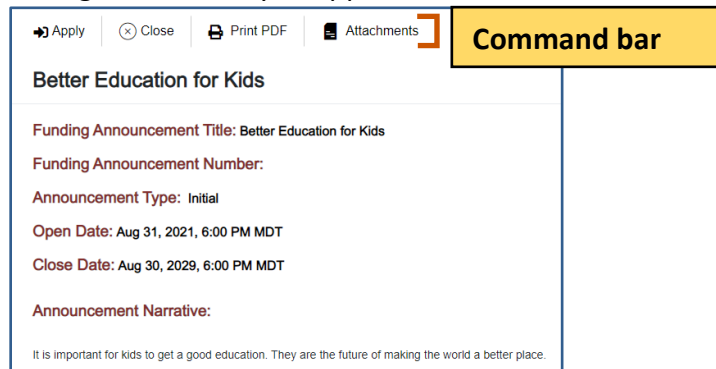 Apply Close Print PDF Attachments
Command bar
Better Education for Kids
Funding Announcement Title: Better Education for Kids
Funding Announcement Number:
Announcement Type: Initial
Open Date: Aug 31, 2021, 6:00 PM MDT
Close Date: Aug 30, 2029, 6:00 PM MDT
Announcement Narrative:
It is important for kids to get a good education. They are the future of making the world a better place.